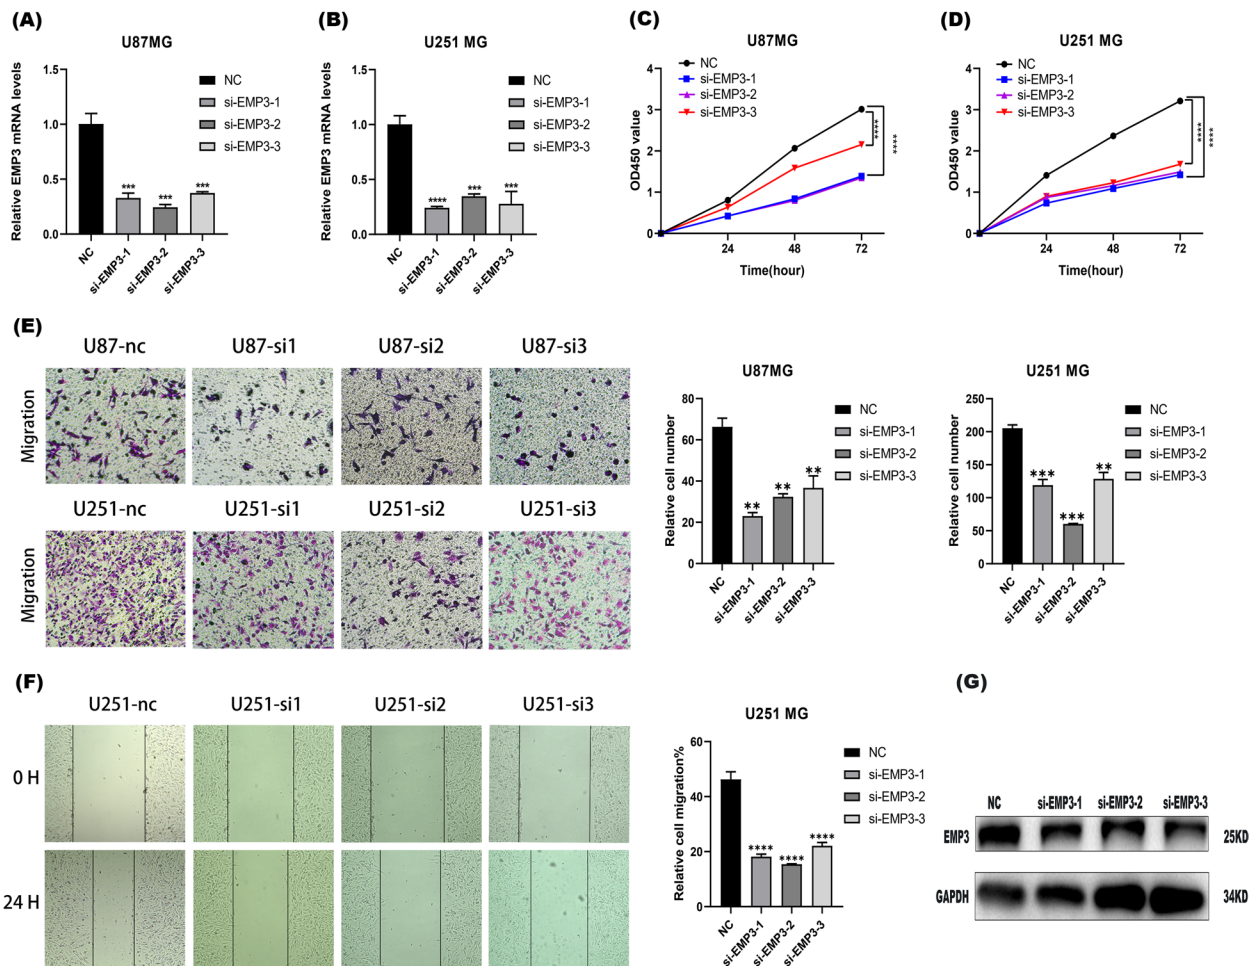 (A)
U87MG
Relative EMP3 mRNA levels
1.5
1.0
0.5
0.0
***
***
***
NC
si-EMP3-1
si-EMP3-2
si-EMP3-3
NC
si-EMP3-1
si-EMP3-2
si-EMP3-3
(B)
U251 MG
Relative EMP3 mRNA levels
1.5
1.0
0.5
0.0
****
***
***
NC
si-EMP3-1
si-EMP3-2
si-EMP3-3
NC
si-EMP3-1
si-EMP3-2
si-EMP3-3
(C)
U87MG
OD450 value
4
3
2
1
0
24
48
72
Time(hour)
NC
si-EMP3-1
si-EMP3-2
si-EMP3-3
****
****
(D)
U251 MG
OD450 value
4
3
2
1
0
24
48
72
Time(hour)
NC
si-EMP3-1
si-EMP3-2
si-EMP3-3
****
****
(E)
U87-nc
U87-si1
U87-si2
U87-si3
Migration
U251-nc
U251-si1
U251-si2
U251-si3
Migration
U87MG
Relative cell number
80
60
40
20
0
**
**
**
NC
si-EMP3-1
si-EMP3-2
si-EMP3-3
NC
si-EMP3-1
si-EMP3-2
si-EMP3-3
U251 MG
Relative cell number
250
200
150
100
50
0
***
***
**
NC
si-EMP3-1
si-EMP3-2
si-EMP3-3
NC
si-EMP3-1
si-EMP3-2
si-EMP3-3
(F)
U251-nc
U251-si1
U251-si2
U251-si3
0 H
24 H
U251 MG
Relative cell migration%
60
40
20
0
****
****
****
NC
si-EMP3-1
si-EMP3-2
si-EMP3-3
NC
si-EMP3-1
si-EMP3-2
si-EMP3-3
(G)
NC
si-EMP3-1
si-EMP3-2
si-EMP3-3
EMP3
25KD
GAPDH
34KD